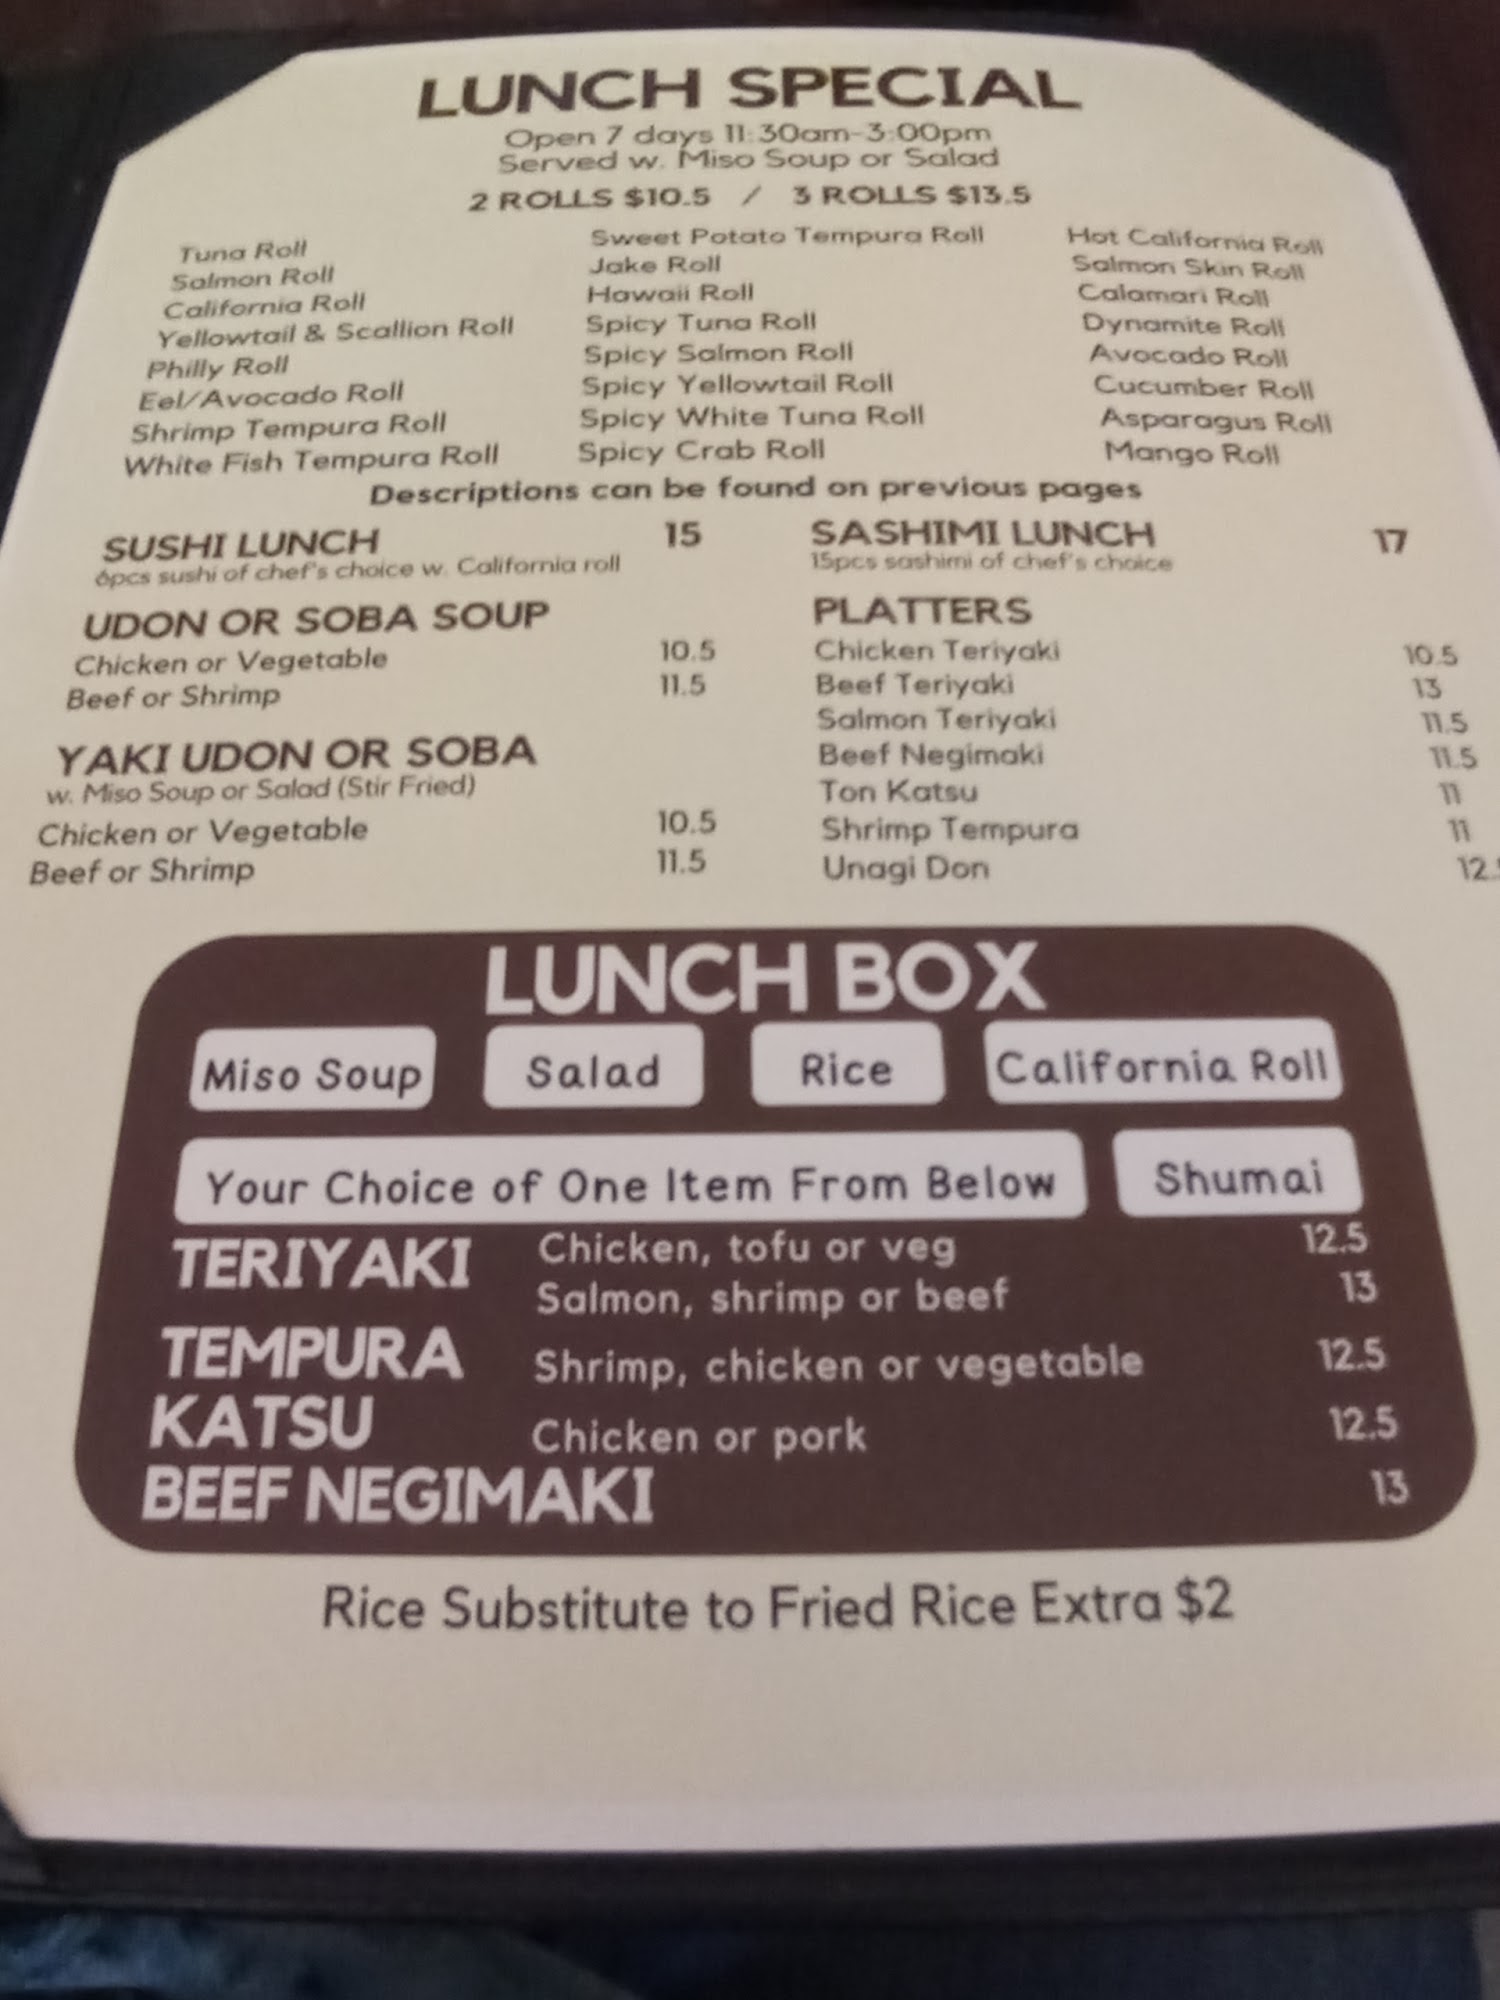 LUNCH SPECIAL
Open 7 days 11:30am-3:00pm
Served w. Miso Soup or Salad
2 ROLLS $10.5 / 3 ROLLS $13.5
Tuna Roll
Salmon Roll
California Roll
Yellowtail & Scallion Roll
Philly Roll
Eel/Avocado Roll
Shrimp Tempura Roll
White Fish Tempura Roll
Sweet Potato Tempura Roll
Jake Roll
Hawaii Roll
Spicy Tuna Roll
Spicy Salmon Roll
Spicy Yellowtail Roll
Spicy White Tuna Roll
Spicy Crab Roll
Hot California Roll
Salmon Skin Roll
Calamari Roll
Dynamite Roll
Avocado Roll
Cucumber Roll
Asparagus Roll
Mango Roll
Descriptions can be found on previous pages
SUSHI LUNCH 15
6pcs sushi of chef's choice w. California roll
UDON OR SOBA SOUP
Chicken or Vegetable 10.5
Beef or Shrimp 11.5
YAKI UDON OR SOBA
w. Miso Soup or Salad (Stir Fried)
Chicken or Vegetable 10.5
Beef or Shrimp 11.5
SASHIMI LUNCH 17
15pcs sashimi of chef's choice
PLATTERS
Chicken Teriyaki 10.5
Beef Teriyaki 13
Salmon Teriyaki 11.5
Beef Negimaki 11.5
Ton Katsu 11
Shrimp Tempura 11
Unagi Don
LUNCH BOX
Miso Soup Salad Rice California Roll
Your Choice of One Item From Below Shumai
TERIYAKI Chicken, tofu or veg 12.5
Salmon, shrimp or beef 13
TEMPURA Shrimp, chicken or vegetable 12.5
KATSU Chicken or pork 12.5
BEEF NEGIMAKI 13
Rice Substitute to Fried Rice Extra $2